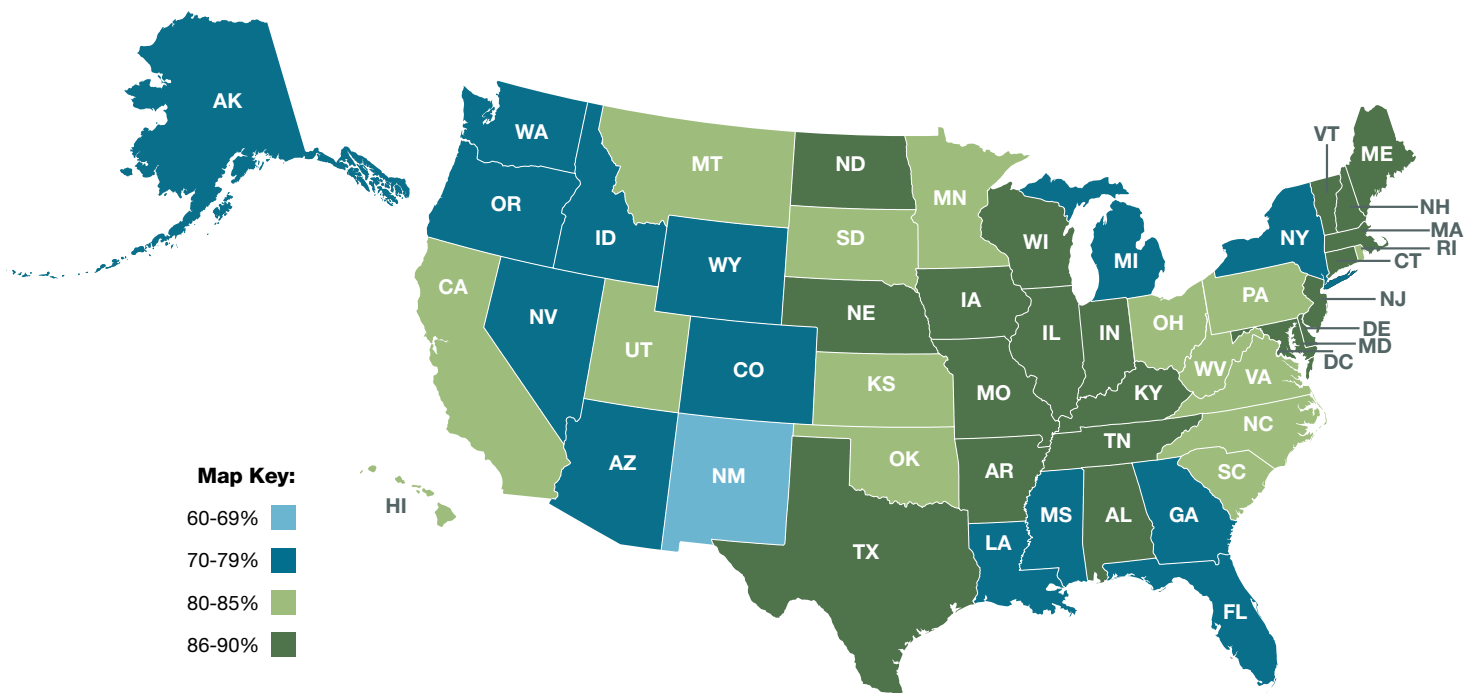 AK
WA
MT
ND
MN
VT
ME
OR
ID
WY
SD
WI
MI
NY
NH
MA
RI
CT
CA
NV
UT
CO
NE
IA
IL
IN
OH
PA
NJ
DE
MD
DC
KS
MO
KY
WV
VA
AZ
NM
OK
AR
TN
NC
SC
HI
TX
LA
MS
AL
GA
FL
Map Key:
60-69%
70-79%
80-85%
86-90%